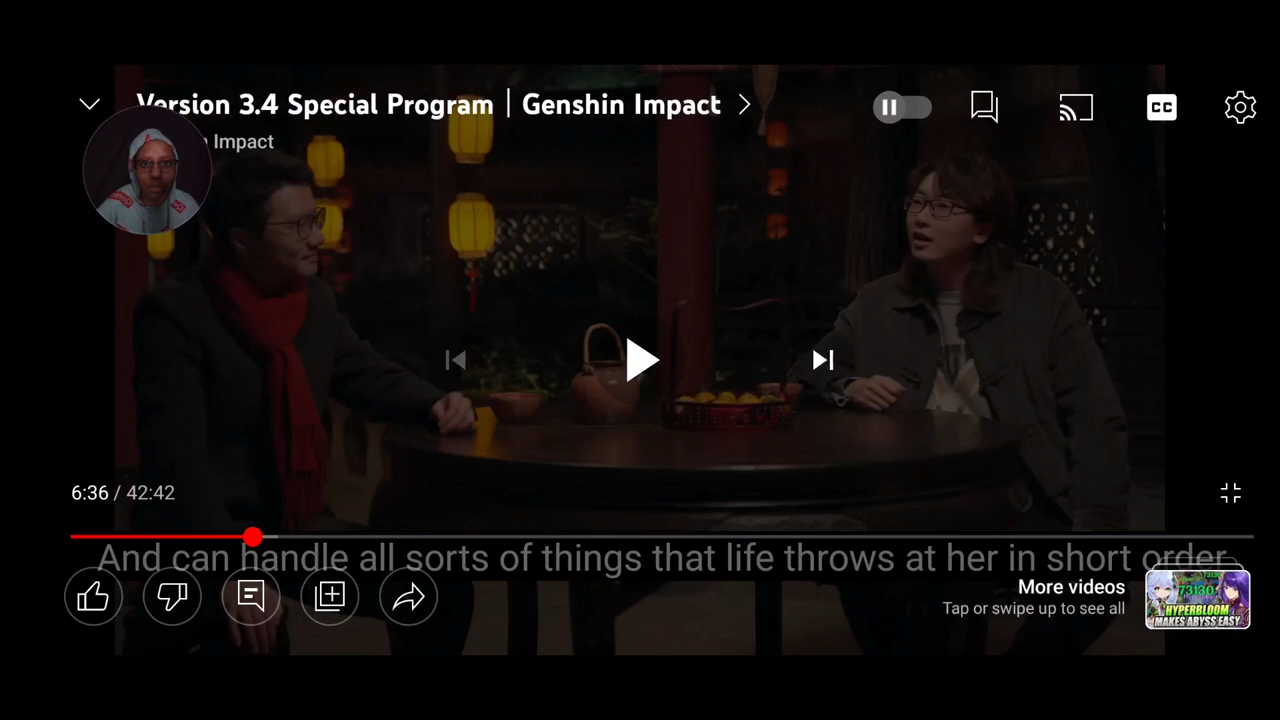 Version 3.4 Special Program | Genshin Impact
Impact
CC
6:36 / 42:42
And can handle all sorts of things that life throws at her in short order
More videos
Tap or swipe up to see all
73130
HYPERBLOOM
MAKES ABYSS EASY